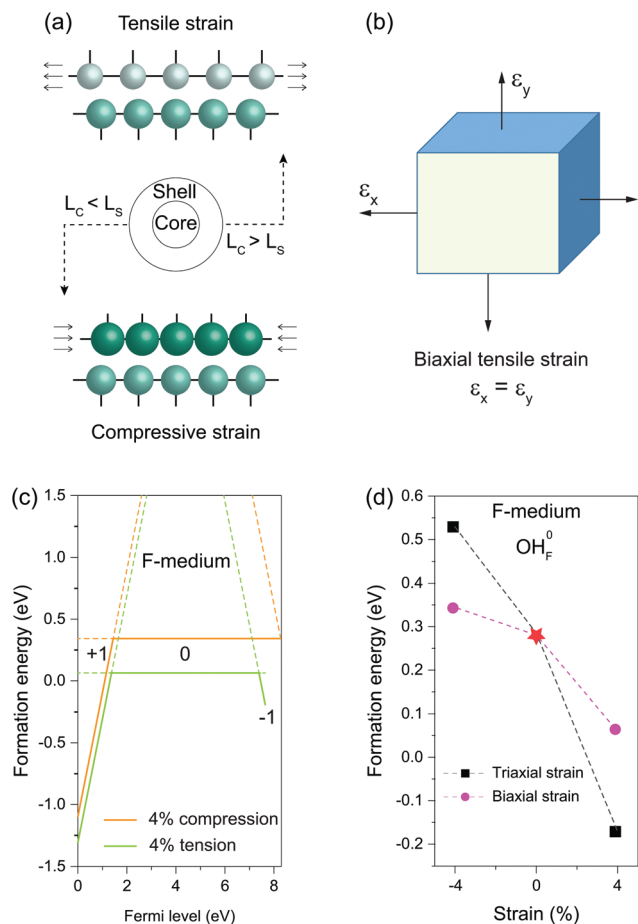 (a)
Tensile strain
L_C < L_S
Shell
Core
L_C > L_S
Compressive strain
(b)
ε_y
ε_x
Biaxial tensile strain
ε_x = ε_y
(c)
1.5
1.0
0.5
0.0
-0.5
-1.0
-1.5
Formation energy (eV)
F-medium
+1
0
-1
4% compression
4% tension
0 2 4 6 8
Fermi level (eV)
(d)
0.6
0.5
0.4
0.3
0.2
0.1
0.0
-0.1
-0.2
Formation energy (eV)
F-medium
OH_F^0
Triaxial strain
Biaxial strain
-4 0 4
Strain (%)